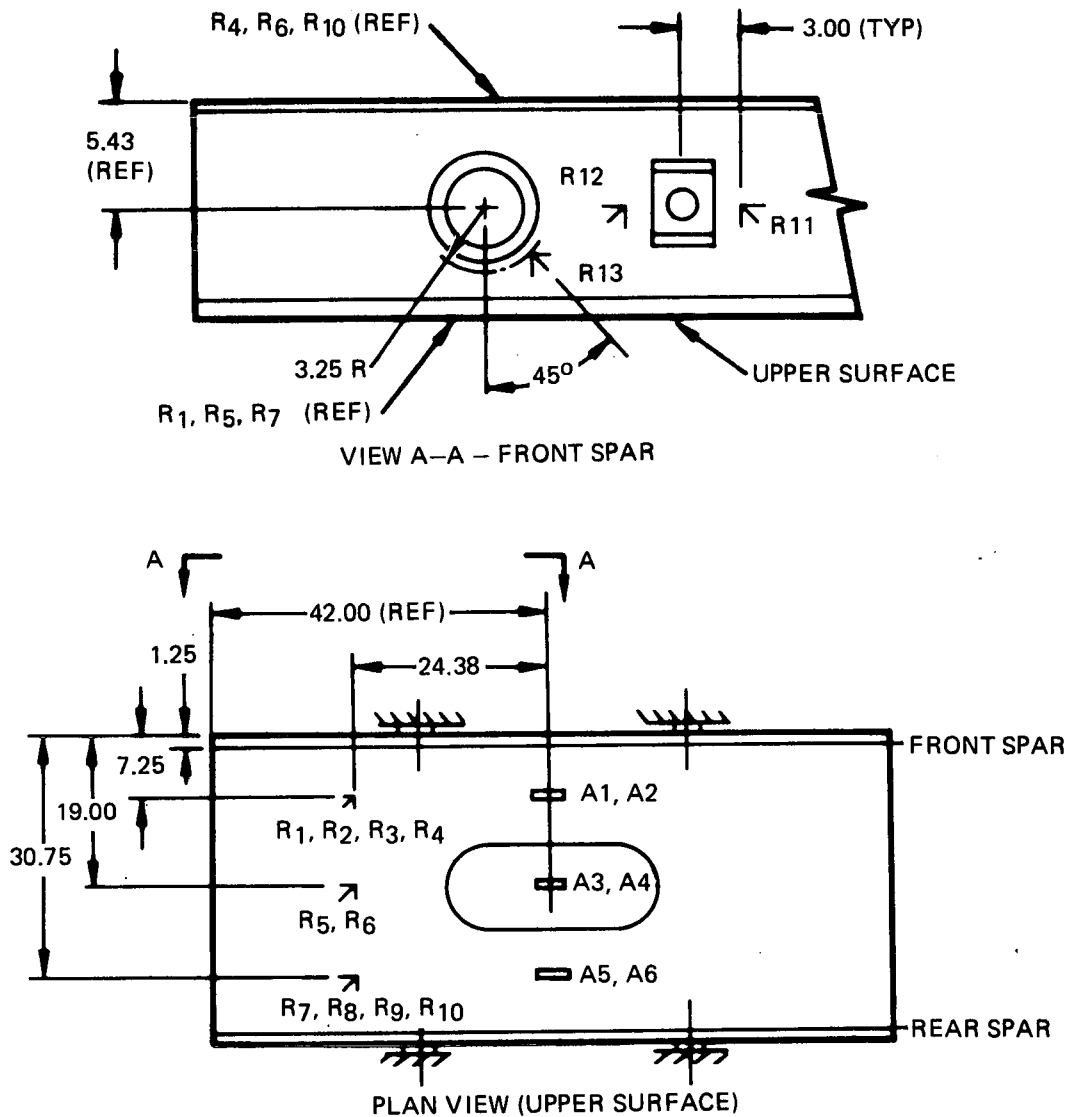 R4, R6, R10 (REF)
3.00 (TYP)
5.43
(REF)
R12
R11
R13
3.25 R
45°
UPPER SURFACE
R1, R5, R7 (REF)
VIEW A–A – FRONT SPAR
A
A
42.00 (REF)
1.25
24.38
7.25
FRONT SPAR
19.00
A1, A2
R1, R2, R3, R4
30.75
A3, A4
R5, R6
A5, A6
R7, R8, R9, R10
REAR SPAR
PLAN VIEW (UPPER SURFACE)